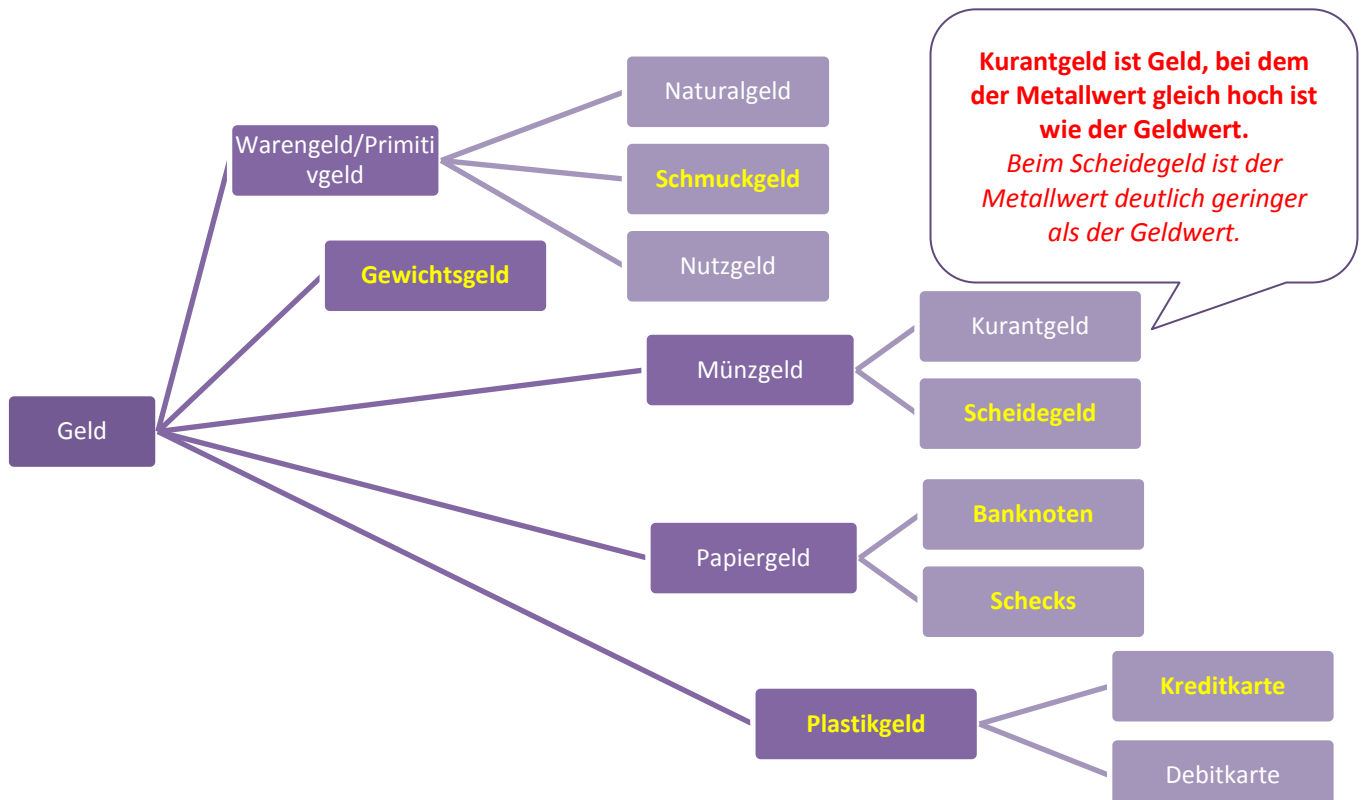 Kurantgeld ist Geld, bei dem
der Metallwert gleich hoch ist
wie der Geldwert.
Beim Scheidegeld ist der
Metallwert deutlich geringer
als der Geldwert.
Geld
Warengeld/Primiti
vgeld
Naturalgeld
Schmuckgeld
Nutzgeld
Gewichtsgeld
Münzgeld
Kurantgeld
Scheidegeld
Papiergeld
Banknoten
Schecks
Plastikgeld
Kreditkarte
Debitkarte